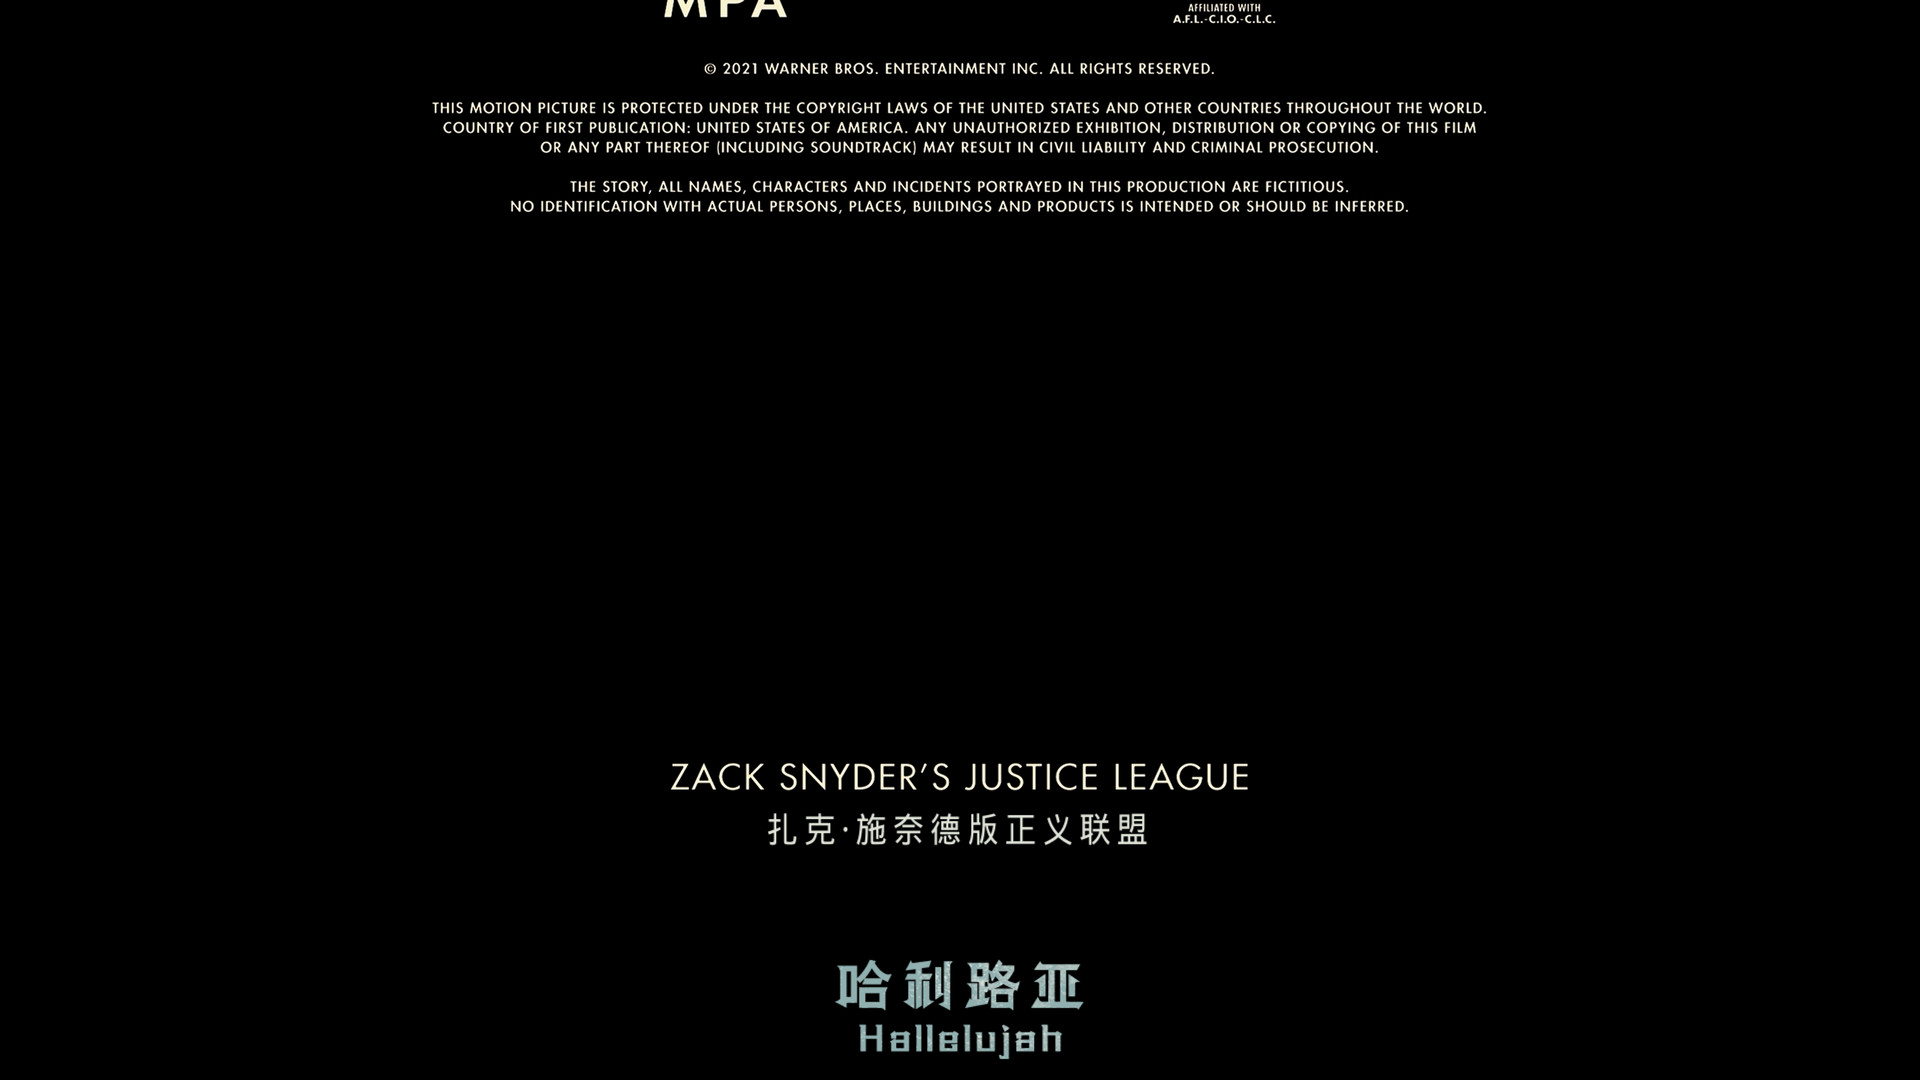 MPA
AFFILIATED WITH
A.F.L.-C.I.O.-C.L.C.
© 2021 WARNER BROS. ENTERTAINMENT INC. ALL RIGHTS RESERVED.
THIS MOTION PICTURE IS PROTECTED UNDER THE COPYRIGHT LAWS OF THE UNITED STATES AND OTHER COUNTRIES THROUGHOUT THE WORLD.
COUNTRY OF FIRST PUBLICATION: UNITED STATES OF AMERICA. ANY UNAUTHORIZED EXHIBITION, DISTRIBUTION OR COPYING OF THIS FILM
OR ANY PART THEREOF (INCLUDING SOUNDTRACK) MAY RESULT IN CIVIL LIABILITY AND CRIMINAL PROSECUTION.
THE STORY, ALL NAMES, CHARACTERS AND INCIDENTS PORTRAYED IN THIS PRODUCTION ARE FICTITIOUS.
NO IDENTIFICATION WITH ACTUAL PERSONS, PLACES, BUILDINGS AND PRODUCTS IS INTENDED OR SHOULD BE INFERRED.
ZACK SNYDER’S JUSTICE LEAGUE
扎克·施奈德版正义联盟
哈利路亚
Hallelujah